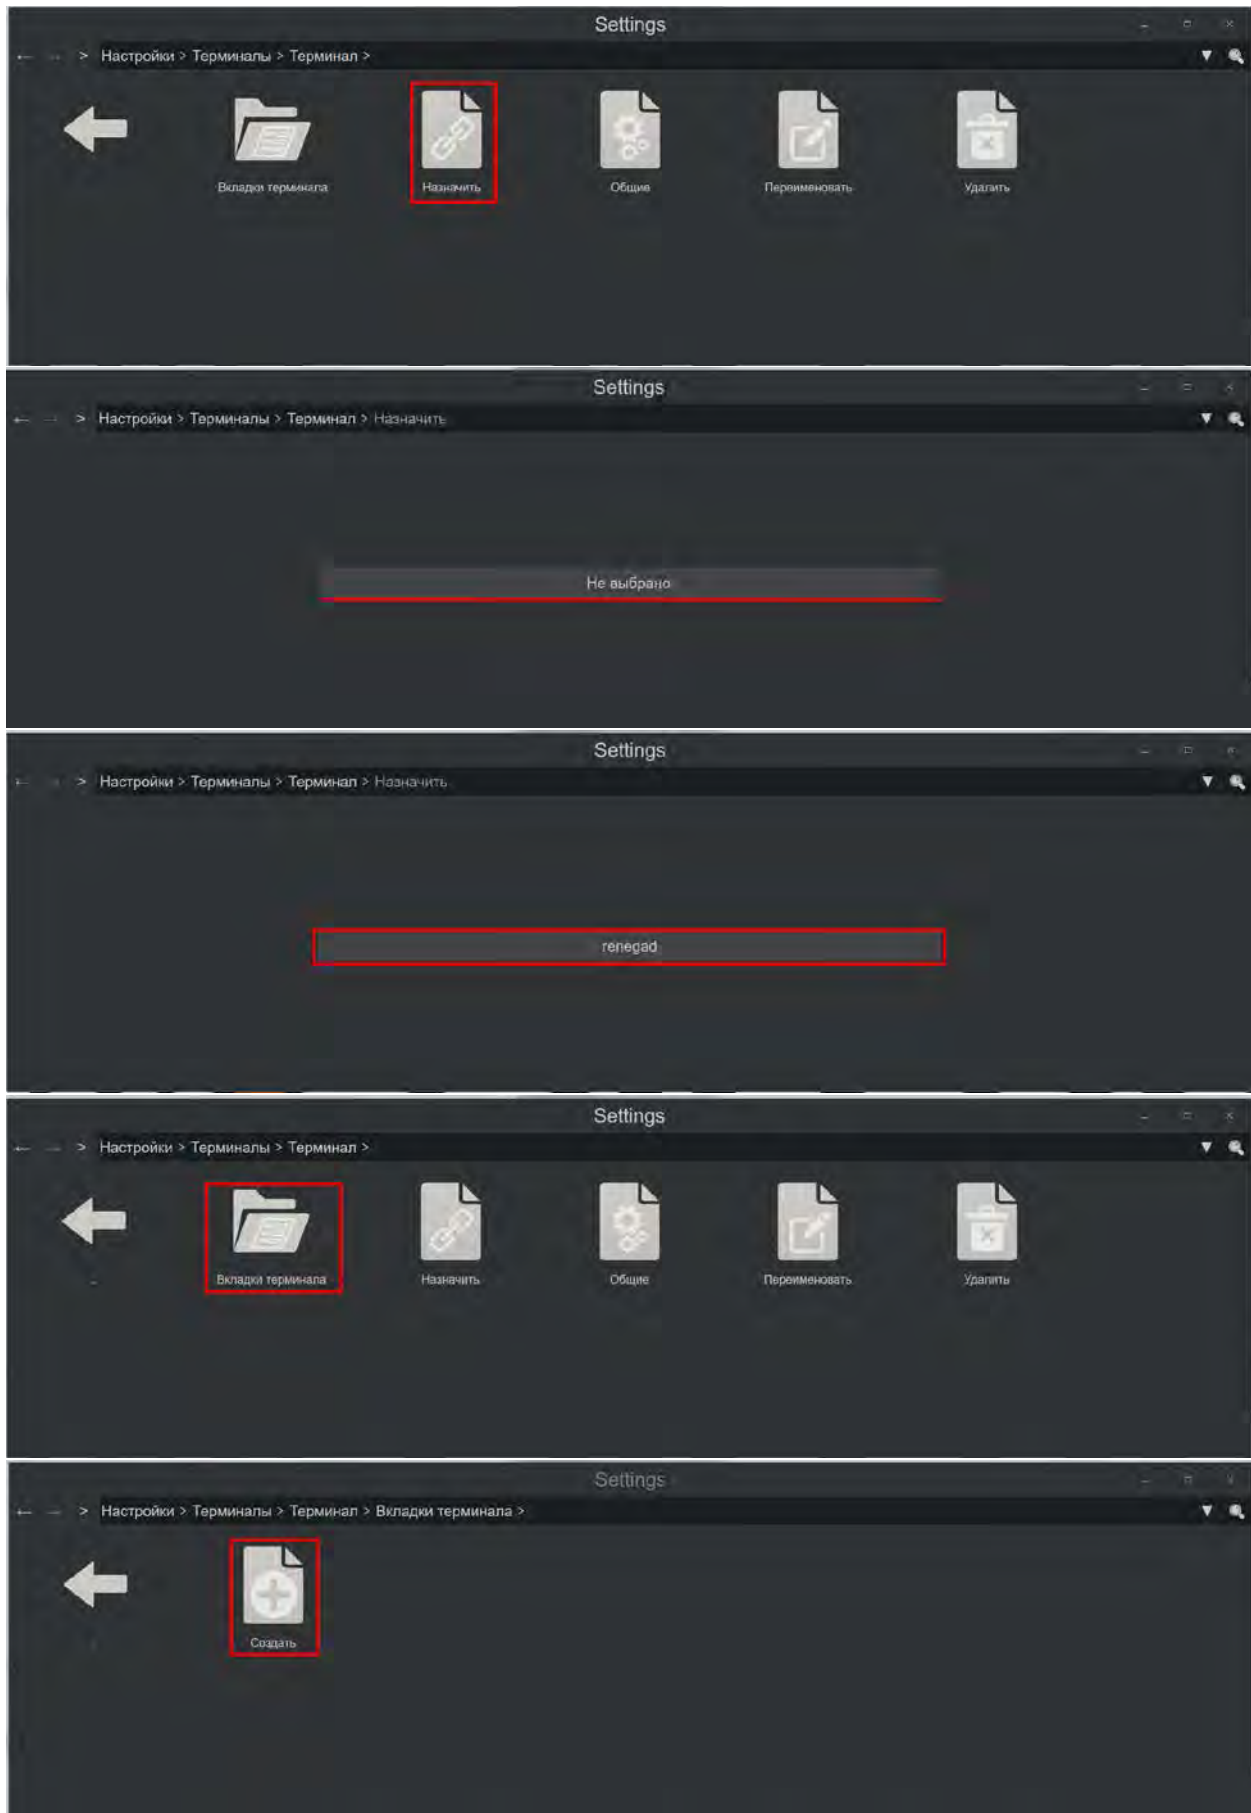 Settings
> Настройки > Терминалы > Терминал >
Вкладки терминала
Назначить
Общие
Переименовать
Удалить
Settings
> Настройки > Терминалы > Терминал > Назначить
Не выбрано
Settings
> Настройки > Терминалы > Терминал > Назначить
renegad
Settings
> Настройки > Терминалы > Терминал >
Вкладки терминала
Назначить
Общие
Переименовать
Удалить
Settings
> Настройки > Терминалы > Терминал > Вкладки терминала >
Создать